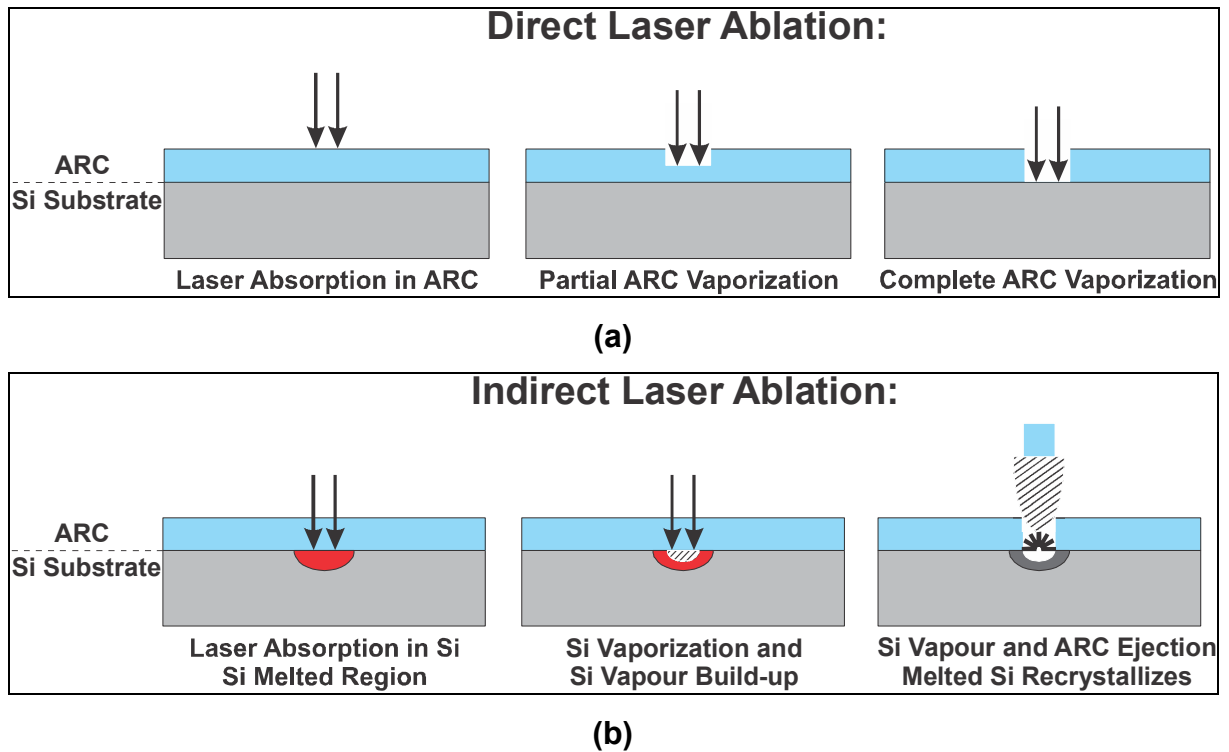 Direct Laser Ablation:
ARC
Si Substrate
Laser Absorption in ARC
Partial ARC Vaporization
Complete ARC Vaporization
(a)
Indirect Laser Ablation:
ARC
Si Substrate
Laser Absorption in Si
Si Melted Region
Si Vaporization and
Si Vapour Build-up
Si Vapour and ARC Ejection
Melted Si Recrystallizes
(b)